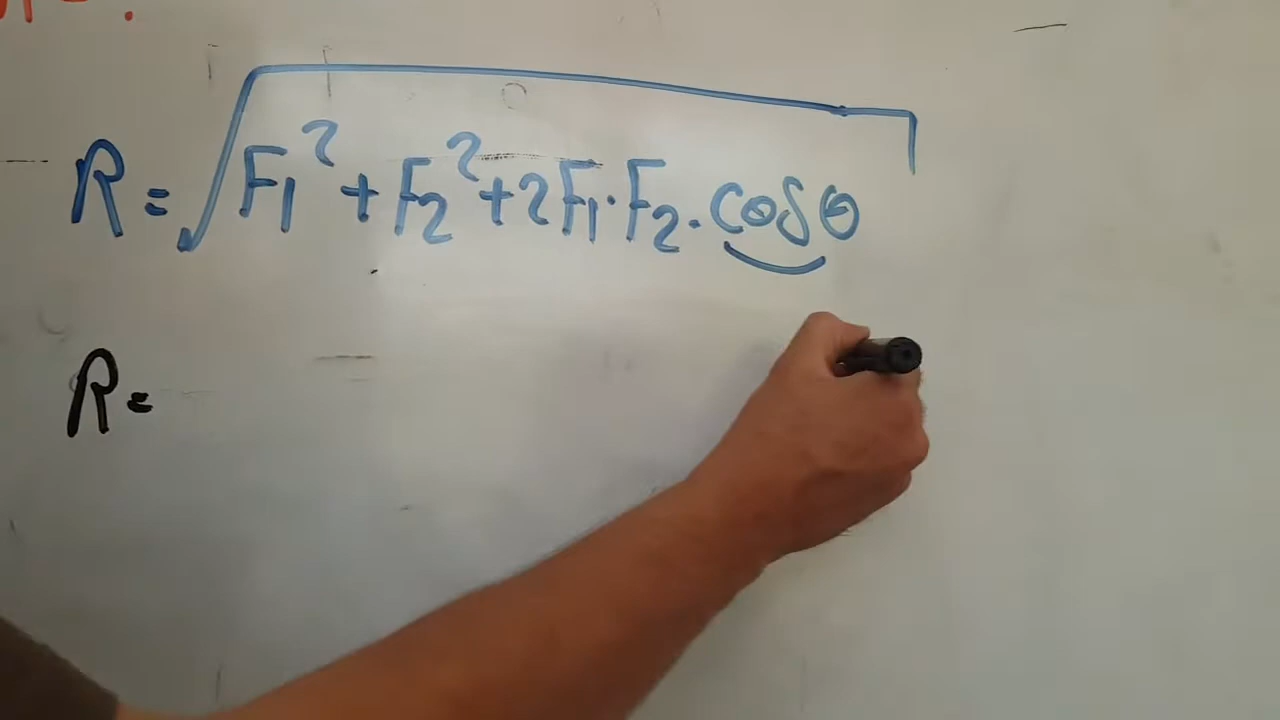 R = √F₁² + F₂² + 2F₁·F₂·cosθ
R =